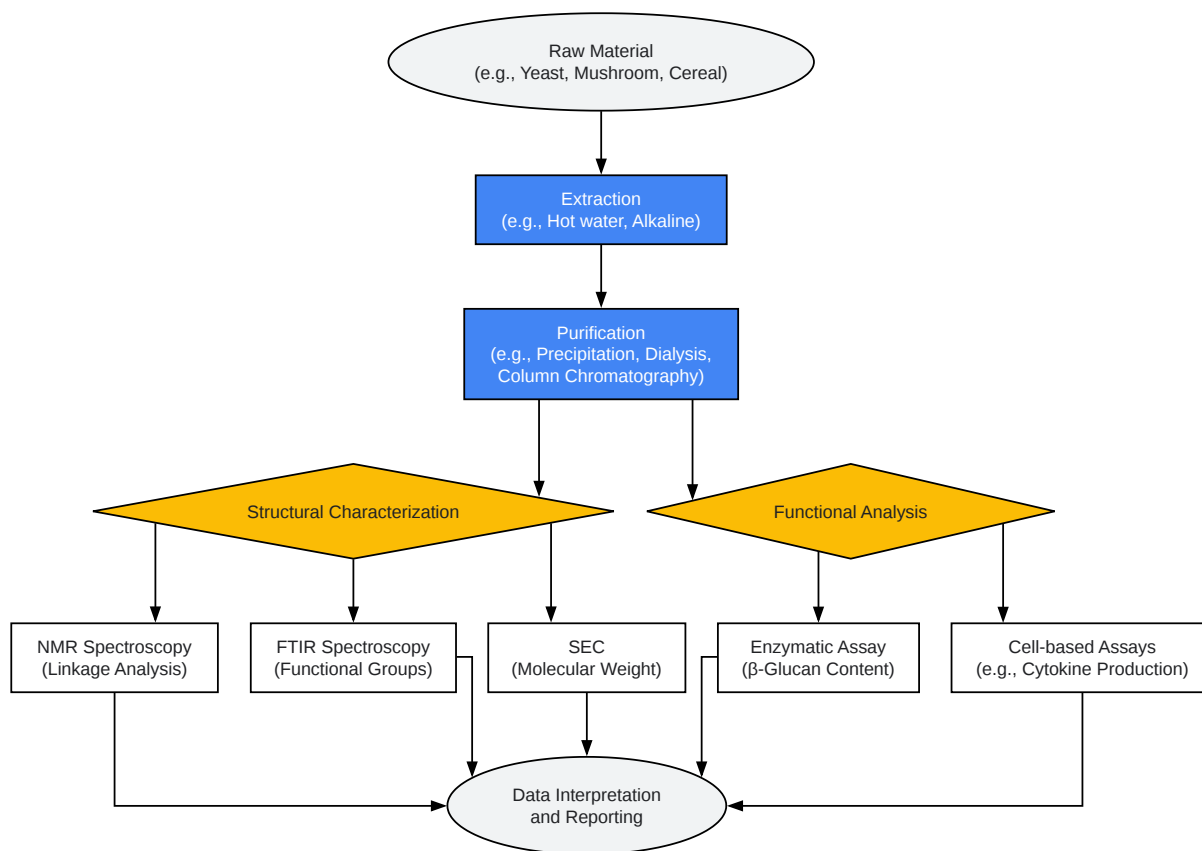 Raw Material
(e.g., Yeast, Mushroom, Cereal)
Extraction
(e.g., Hot water, Alkaline)
Purification
(e.g., Precipitation, Dialysis,
Column Chromatography)
Structural Characterization
Functional Analysis
NMR Spectroscopy
(Linkage Analysis)
FTIR Spectroscopy
(Functional Groups)
SEC
(Molecular Weight)
Enzymatic Assay
(β-Glucan Content)
Cell-based Assays
(e.g., Cytokine Production)
Data Interpretation
and Reporting